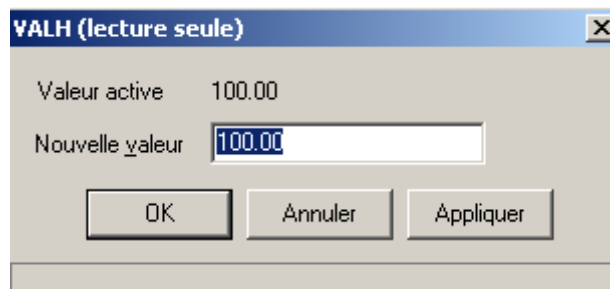 VALH (lecture seule)
Valeur active 100.00
Nouvelle valeur 100.00
OK Annuler Appliquer